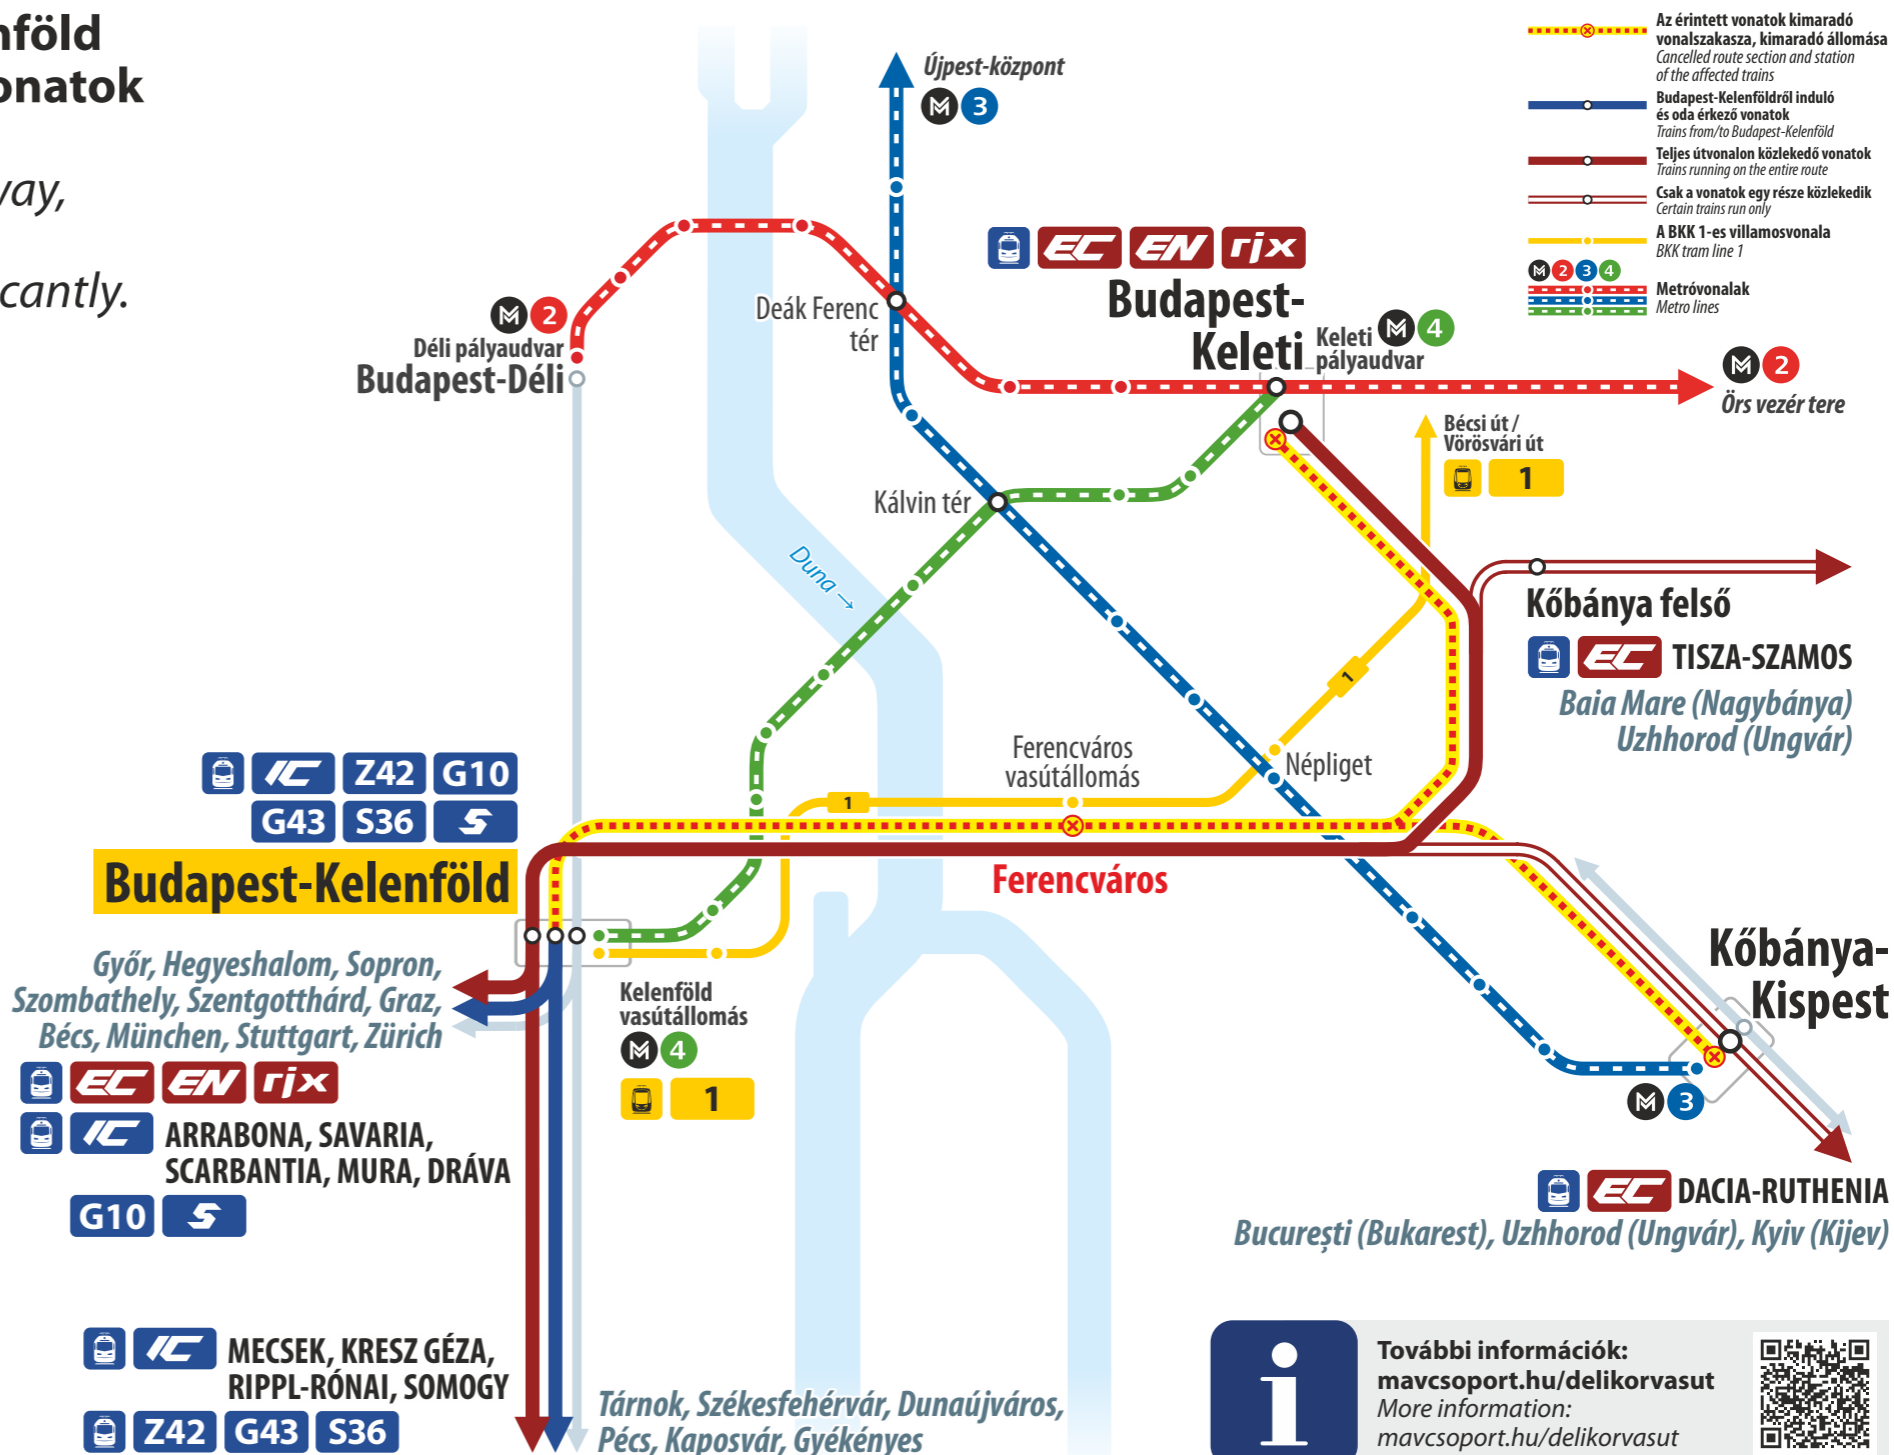 nföld
onatok
way,
cantly.
Az érintett vonatok kimaradó
vonalszakasza, kimaradó állomása
Cancelled route section and station
of the affected trains
Budapest-Kelenföldről induló
és oda érkező vonatok
Trains from/to Budapest-Kelenföld
Teljes útvonalon közlekedő vonatok
Trains running on the entire route
Csak a vonatok egy része közlekedik
Certain trains run only
A BKK 1-es villamosvonala
BKK tram line 1
M 2 3 4
Metróvonalak
Metro lines
Újpest-központ
M 3
EC EN rjx
Budapest-
Keleti
Keleti
pályaudvar
M 4
Deák Ferenc
tér
M 2
Déli pályaudvar
Budapest-Déli
M 2
Örs vezér tere
Bécsi út /
Vörösvári út
1
Kálvin tér
Duna →
Kőbánya felső
EC TISZA-SZAMOS
Baia Mare (Nagybánya)
Uzhhorod (Ungvár)
1
Ferencváros
vasútállomás
Népliget
1
IC Z42 G10
G43 S36 S
Budapest-Kelenföld
Ferencváros
Győr, Hegyeshalom, Sopron,
Szombathely, Szentgotthárd, Graz,
Bécs, München, Stuttgart, Zürich
EC EN rjx
IC ARRABONA, SAVARIA,
SCARBANTIA, MURA, DRÁVA
G10 S
Kelenföld
vasútállomás
M 4
1
Kőbánya-
Kispest
M 3
EC DACIA-RUTHENIA
București (Bukarest), Uzhhorod (Ungvár), Kyiv (Kijev)
IC MECSEK, KRESZ GÉZA,
RIPPL-RÓNAI, SOMOGY
Z42 G43 S36
Tárnok, Székesfehérvár, Dunaújváros,
Pécs, Kaposvár, Gyékényes
i
További információk:
mavcsoport.hu/delikorvasut
More information:
mavcsoport.hu/delikorvasut